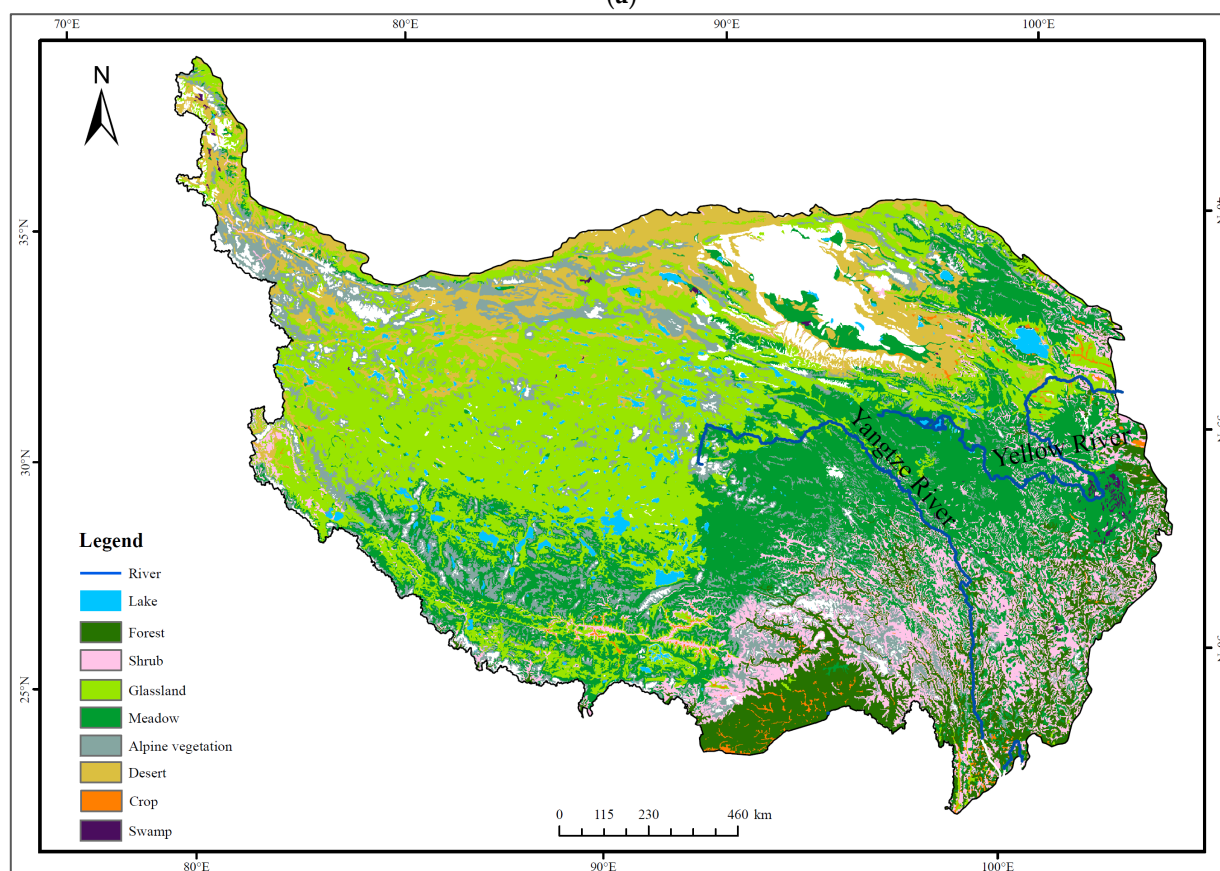 (a)
70°E 80°E 90°E 100°E
N
35°N
30°N
25°N
Yangtze River
Yellow River
Legend
River
Lake
Forest
Shrub
Glassland
Meadow
Alpine vegetation
Desert
Crop
Swamp
0 115 230 460 km
80°E 90°E 100°E